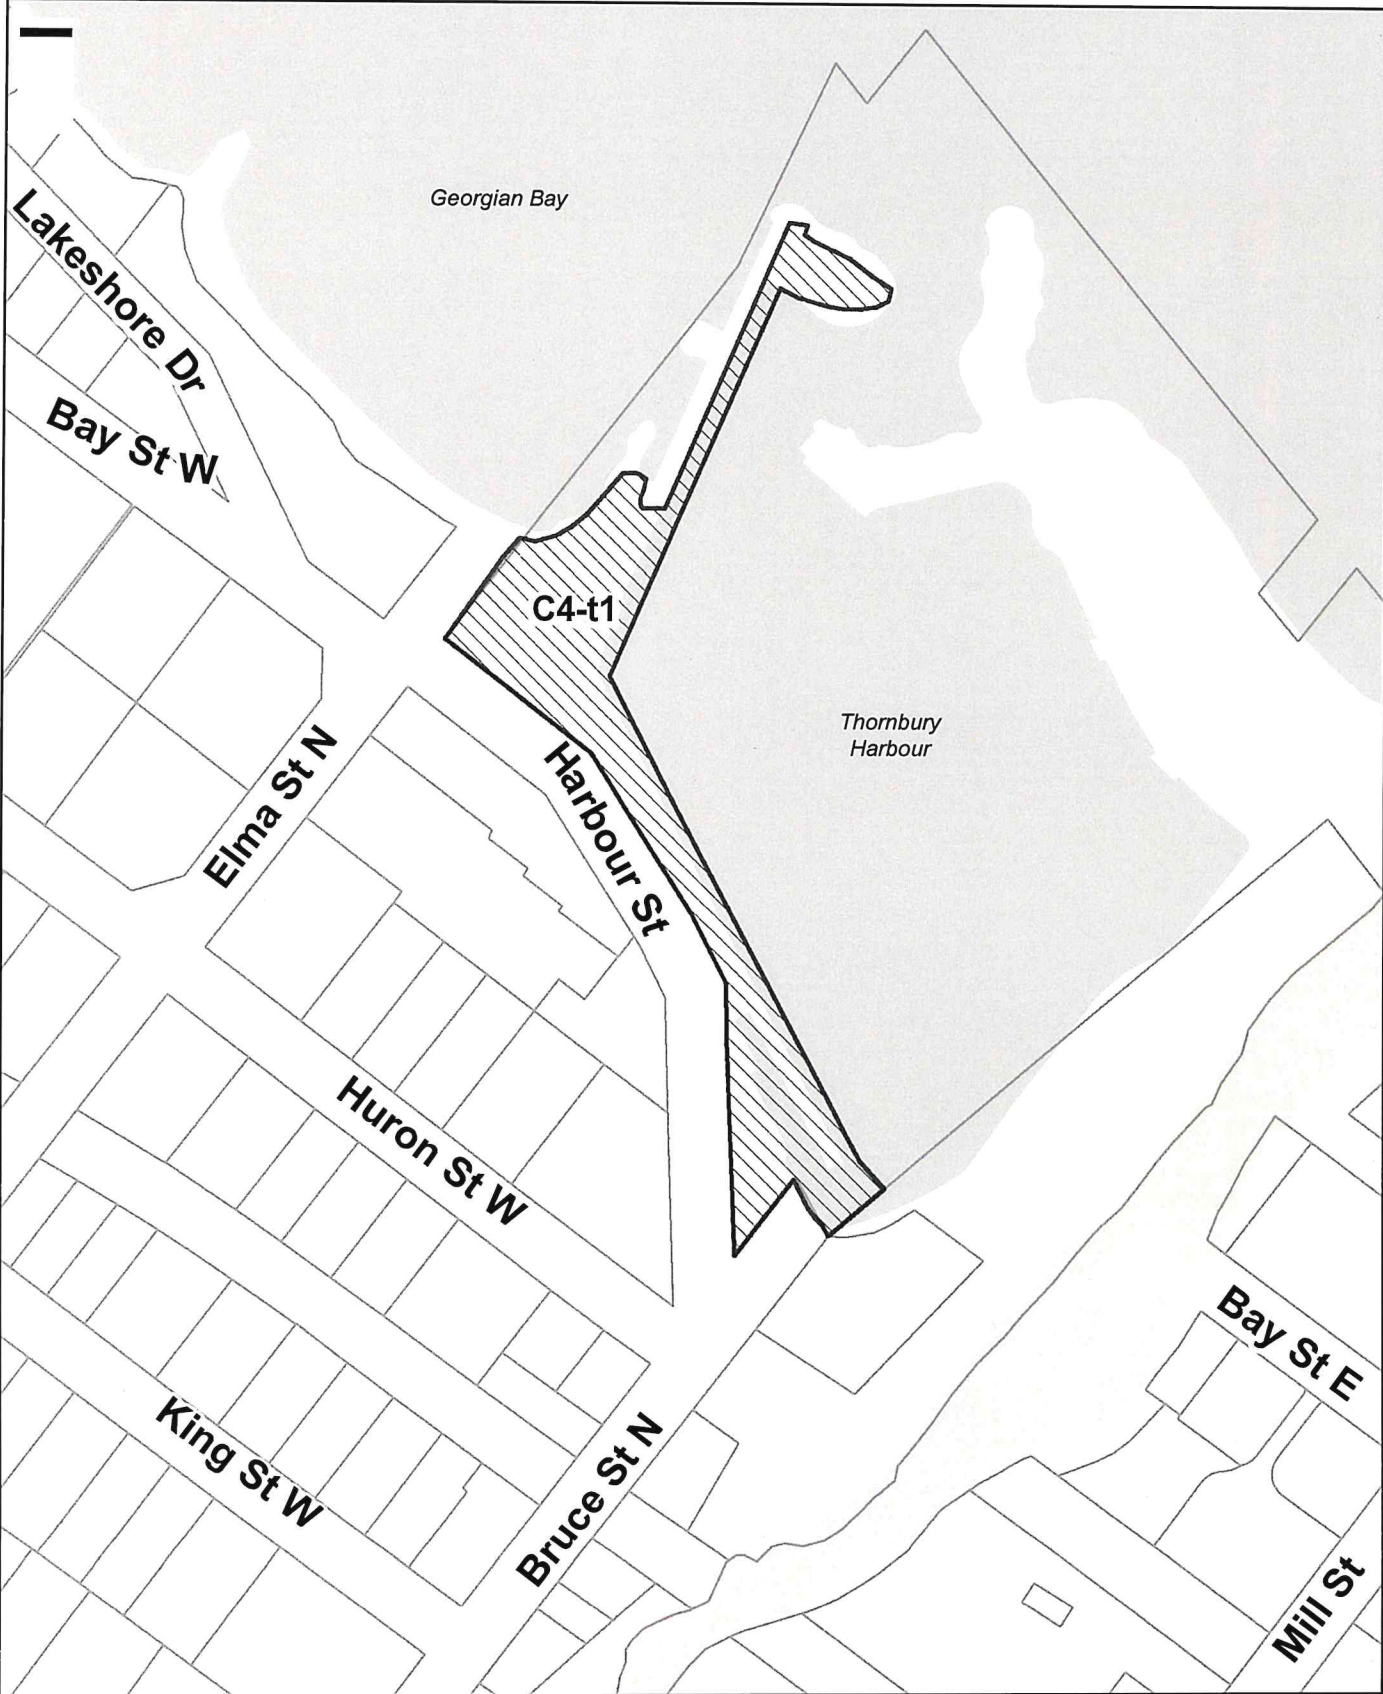 Georgian Bay
Lakeshore Dr
Bay St W
C4-t1
Thornbury
Harbour
Elma St N
Harbour St
Huron St W
Bay St E
King St W
Bruce St N
Mill St